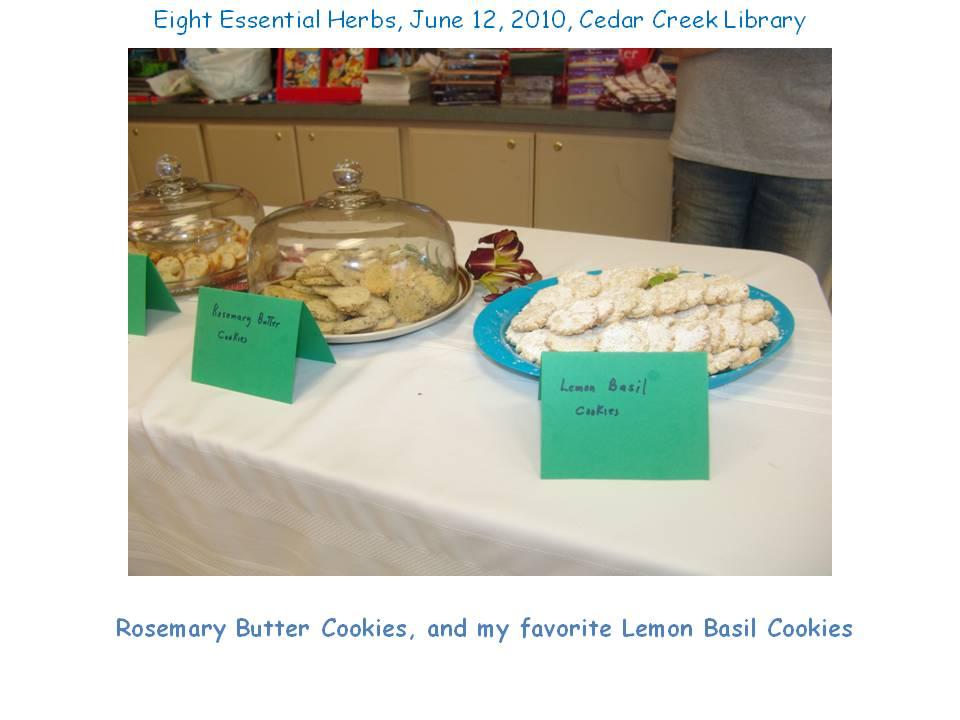 Eight Essential Herbs, June 12, 2010, Cedar Creek Library
Rosemary Butter
Cookies
Lemon Basil
Cookies
Rosemary Butter Cookies, and my favorite Lemon Basil Cookies